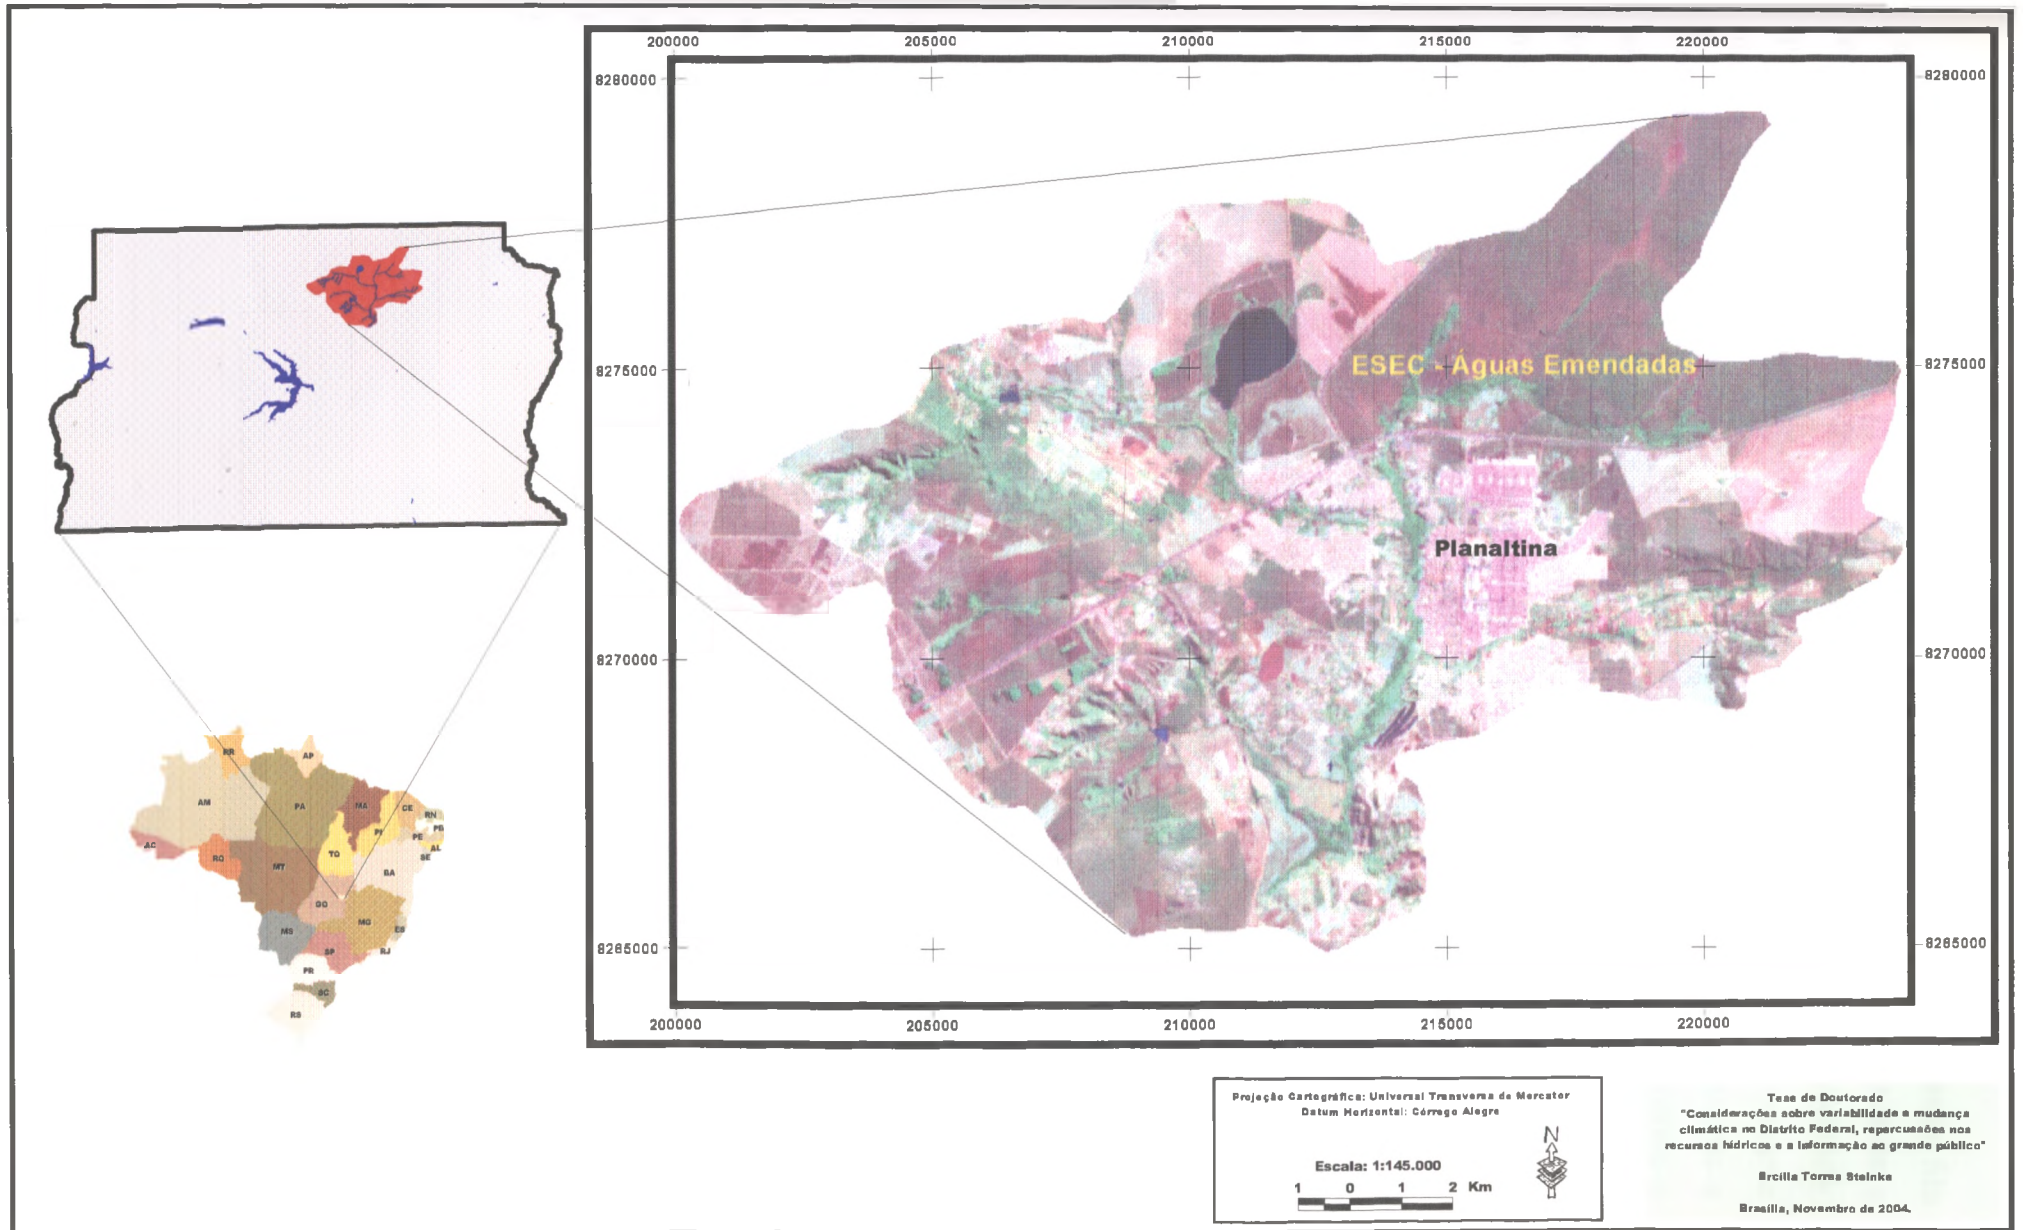 200000 205000 210000 215000 220000
8280000 8280000
8275000 8275000
8270000 8270000
8265000 8265000
200000 205000 210000 215000 220000
ESEC - Águas Emendadas
Planaltina
RR
AP
AM
PA
MA
CE
RN
PB
PI
PE
AL
SE
AC
RO
TO
MT
BA
GO
MG
ES
MS
SP
RJ
PR
SC
RS
Projeção Cartográfica: Universal Transversa de Mercator
Datum Horizontal: Córrego Alegre
N
Escala: 1:145.000
1 0 1 2 Km
Tese de Doutorado
"Considerações sobre variabilidade e mudança
climática no Distrito Federal, repercussões nos
recursos hídricos e a informação ao grande público"
Ercília Torres Steinke
Brasília, Novembro de 2004.